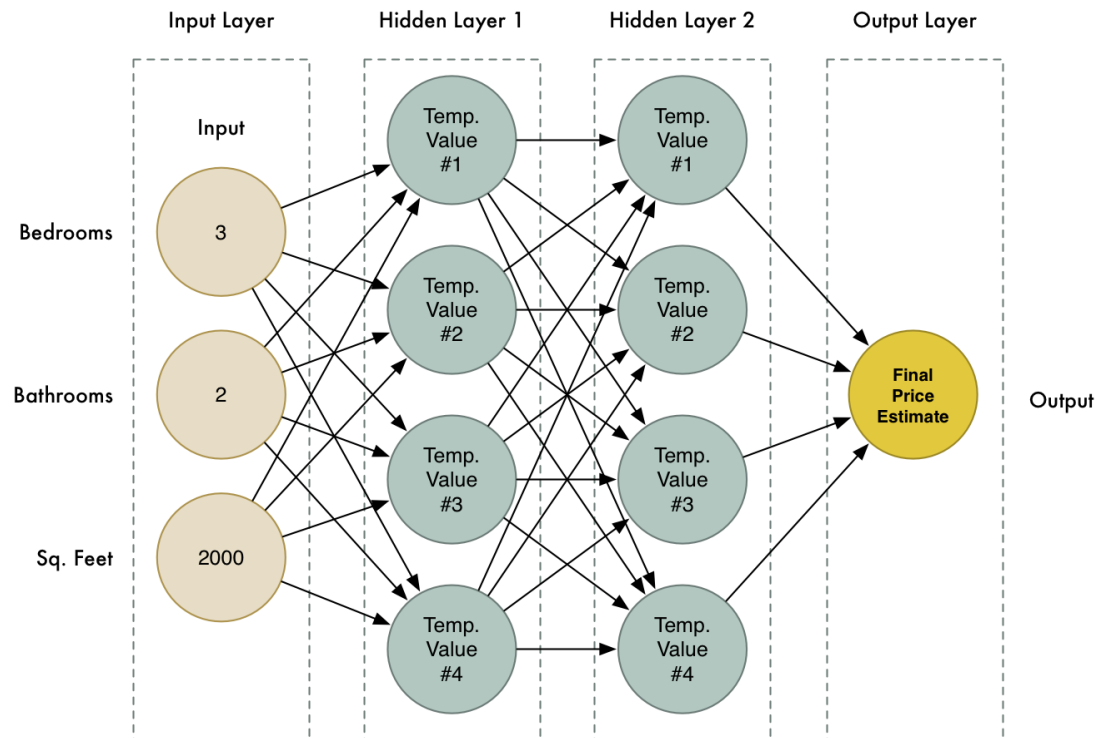 Input Layer
Hidden Layer 1
Hidden Layer 2
Output Layer
Input
Bedrooms
3
Bathrooms
2
Sq. Feet
2000
Temp.
Value
#1
Temp.
Value
#2
Temp.
Value
#3
Temp.
Value
#4
Temp.
Value
#1
Temp.
Value
#2
Temp.
Value
#3
Temp.
Value
#4
Final
Price
Estimate
Output